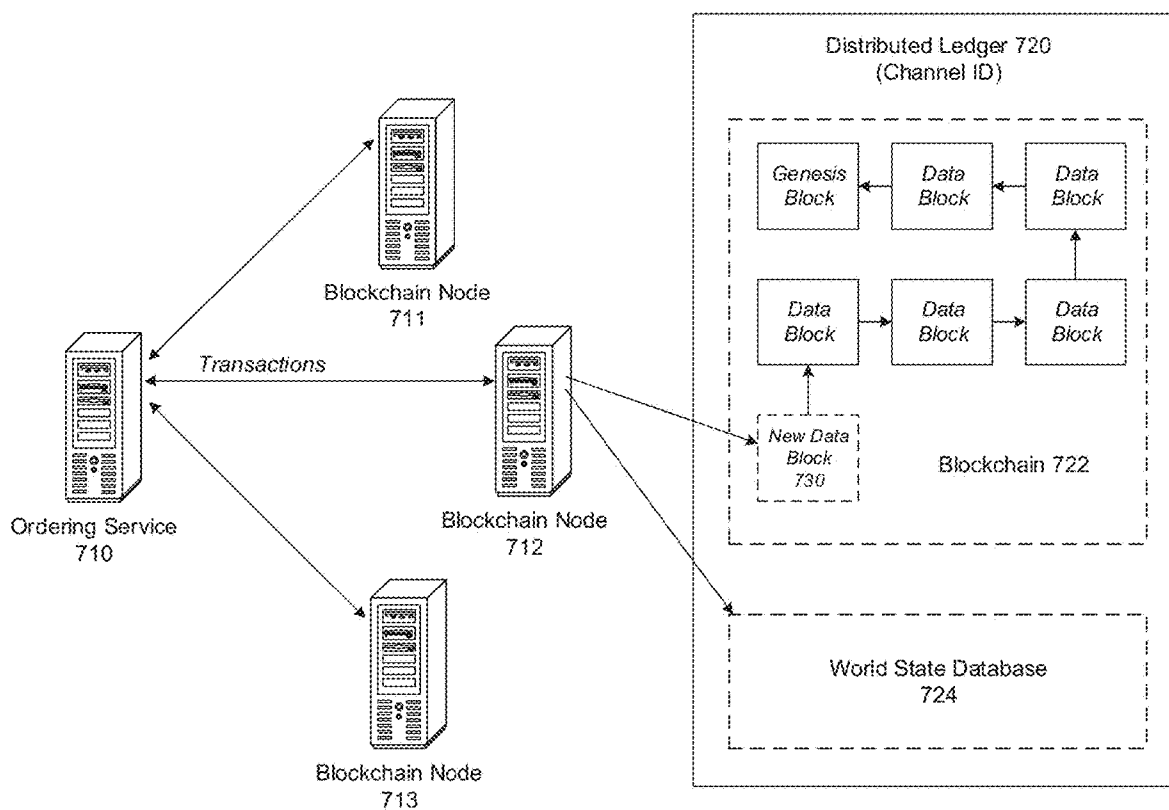 Distributed Ledger 720
(Channel ID)
Genesis
Block
Data
Block
Data
Block
Blockchain Node
711
Data
Block
Data
Block
Data
Block
Transactions
New Data
Block
730
Blockchain 722
Ordering Service
710
Blockchain Node
712
World State Database
724
Blockchain Node
713